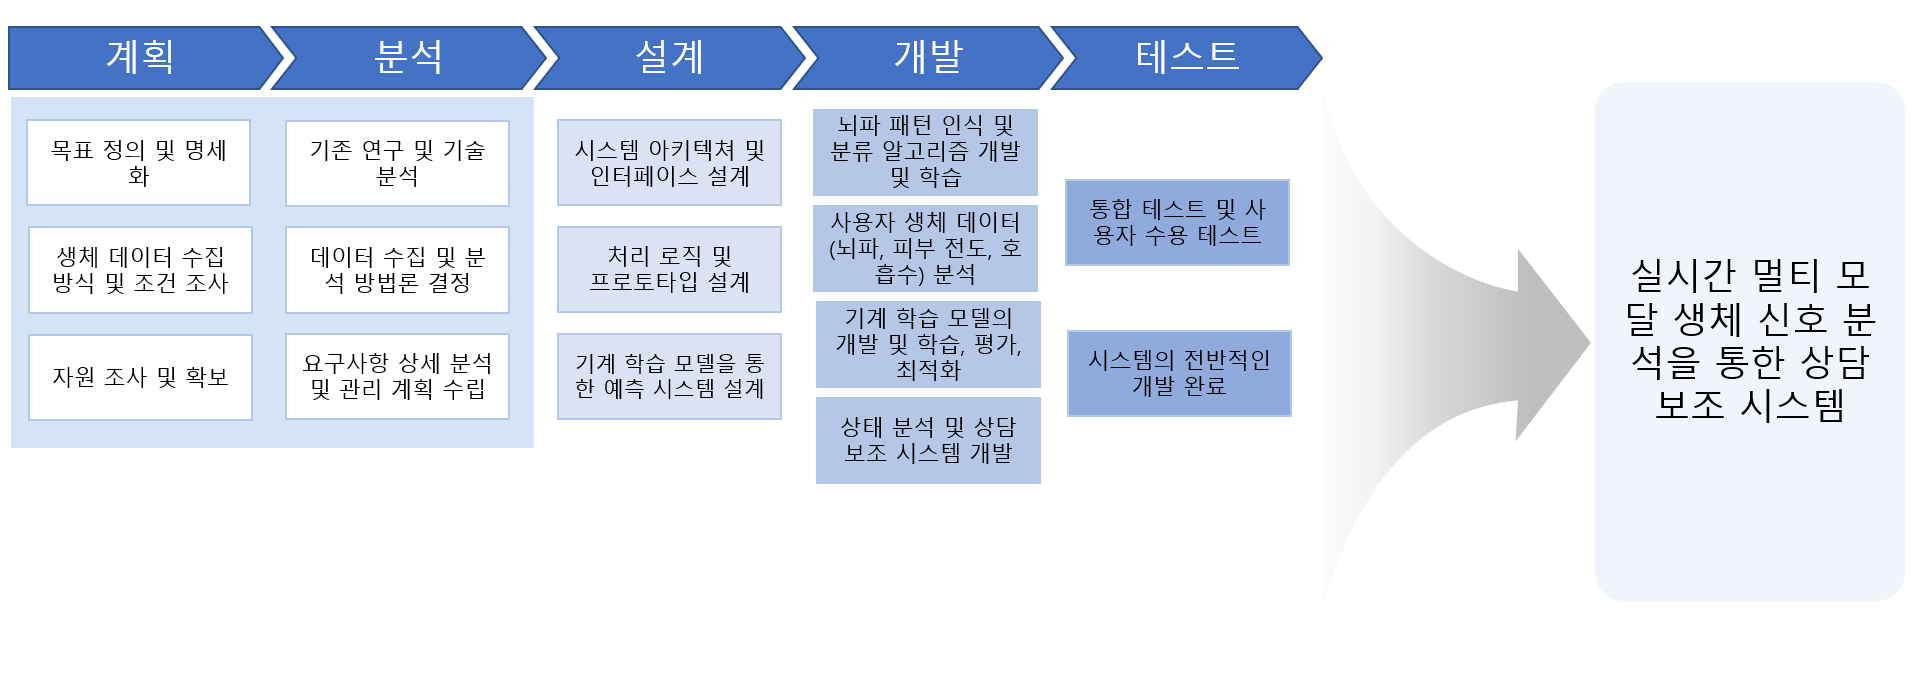 계획
분석
설계
개발
테스트
목표 정의 및 명세
화
생체 데이터 수집
방식 및 조건 조사
자원 조사 및 확보
기존 연구 및 기술
분석
데이터 수집 및 분
석 방법론 결정
요구사항 상세 분석
및 관리 계획 수립
시스템 아키텍쳐 및
인터페이스 설계
처리 로직 및
프로토타입 설계
기계 학습 모델을 통
한 예측 시스템 설계
뇌파 패턴 인식 및
분류 알고리즘 개발
및 학습
사용자 생체 데이터
(뇌파, 피부 전도, 호
흡수) 분석
기계 학습 모델의
개발 및 학습, 평가,
최적화
상태 분석 및 상담
보조 시스템 개발
통합 테스트 및 사
용자 수용 테스트
시스템의 전반적인
개발 완료
실시간 멀티 모
달 생체 신호 분
석을 통한 상담
보조 시스템